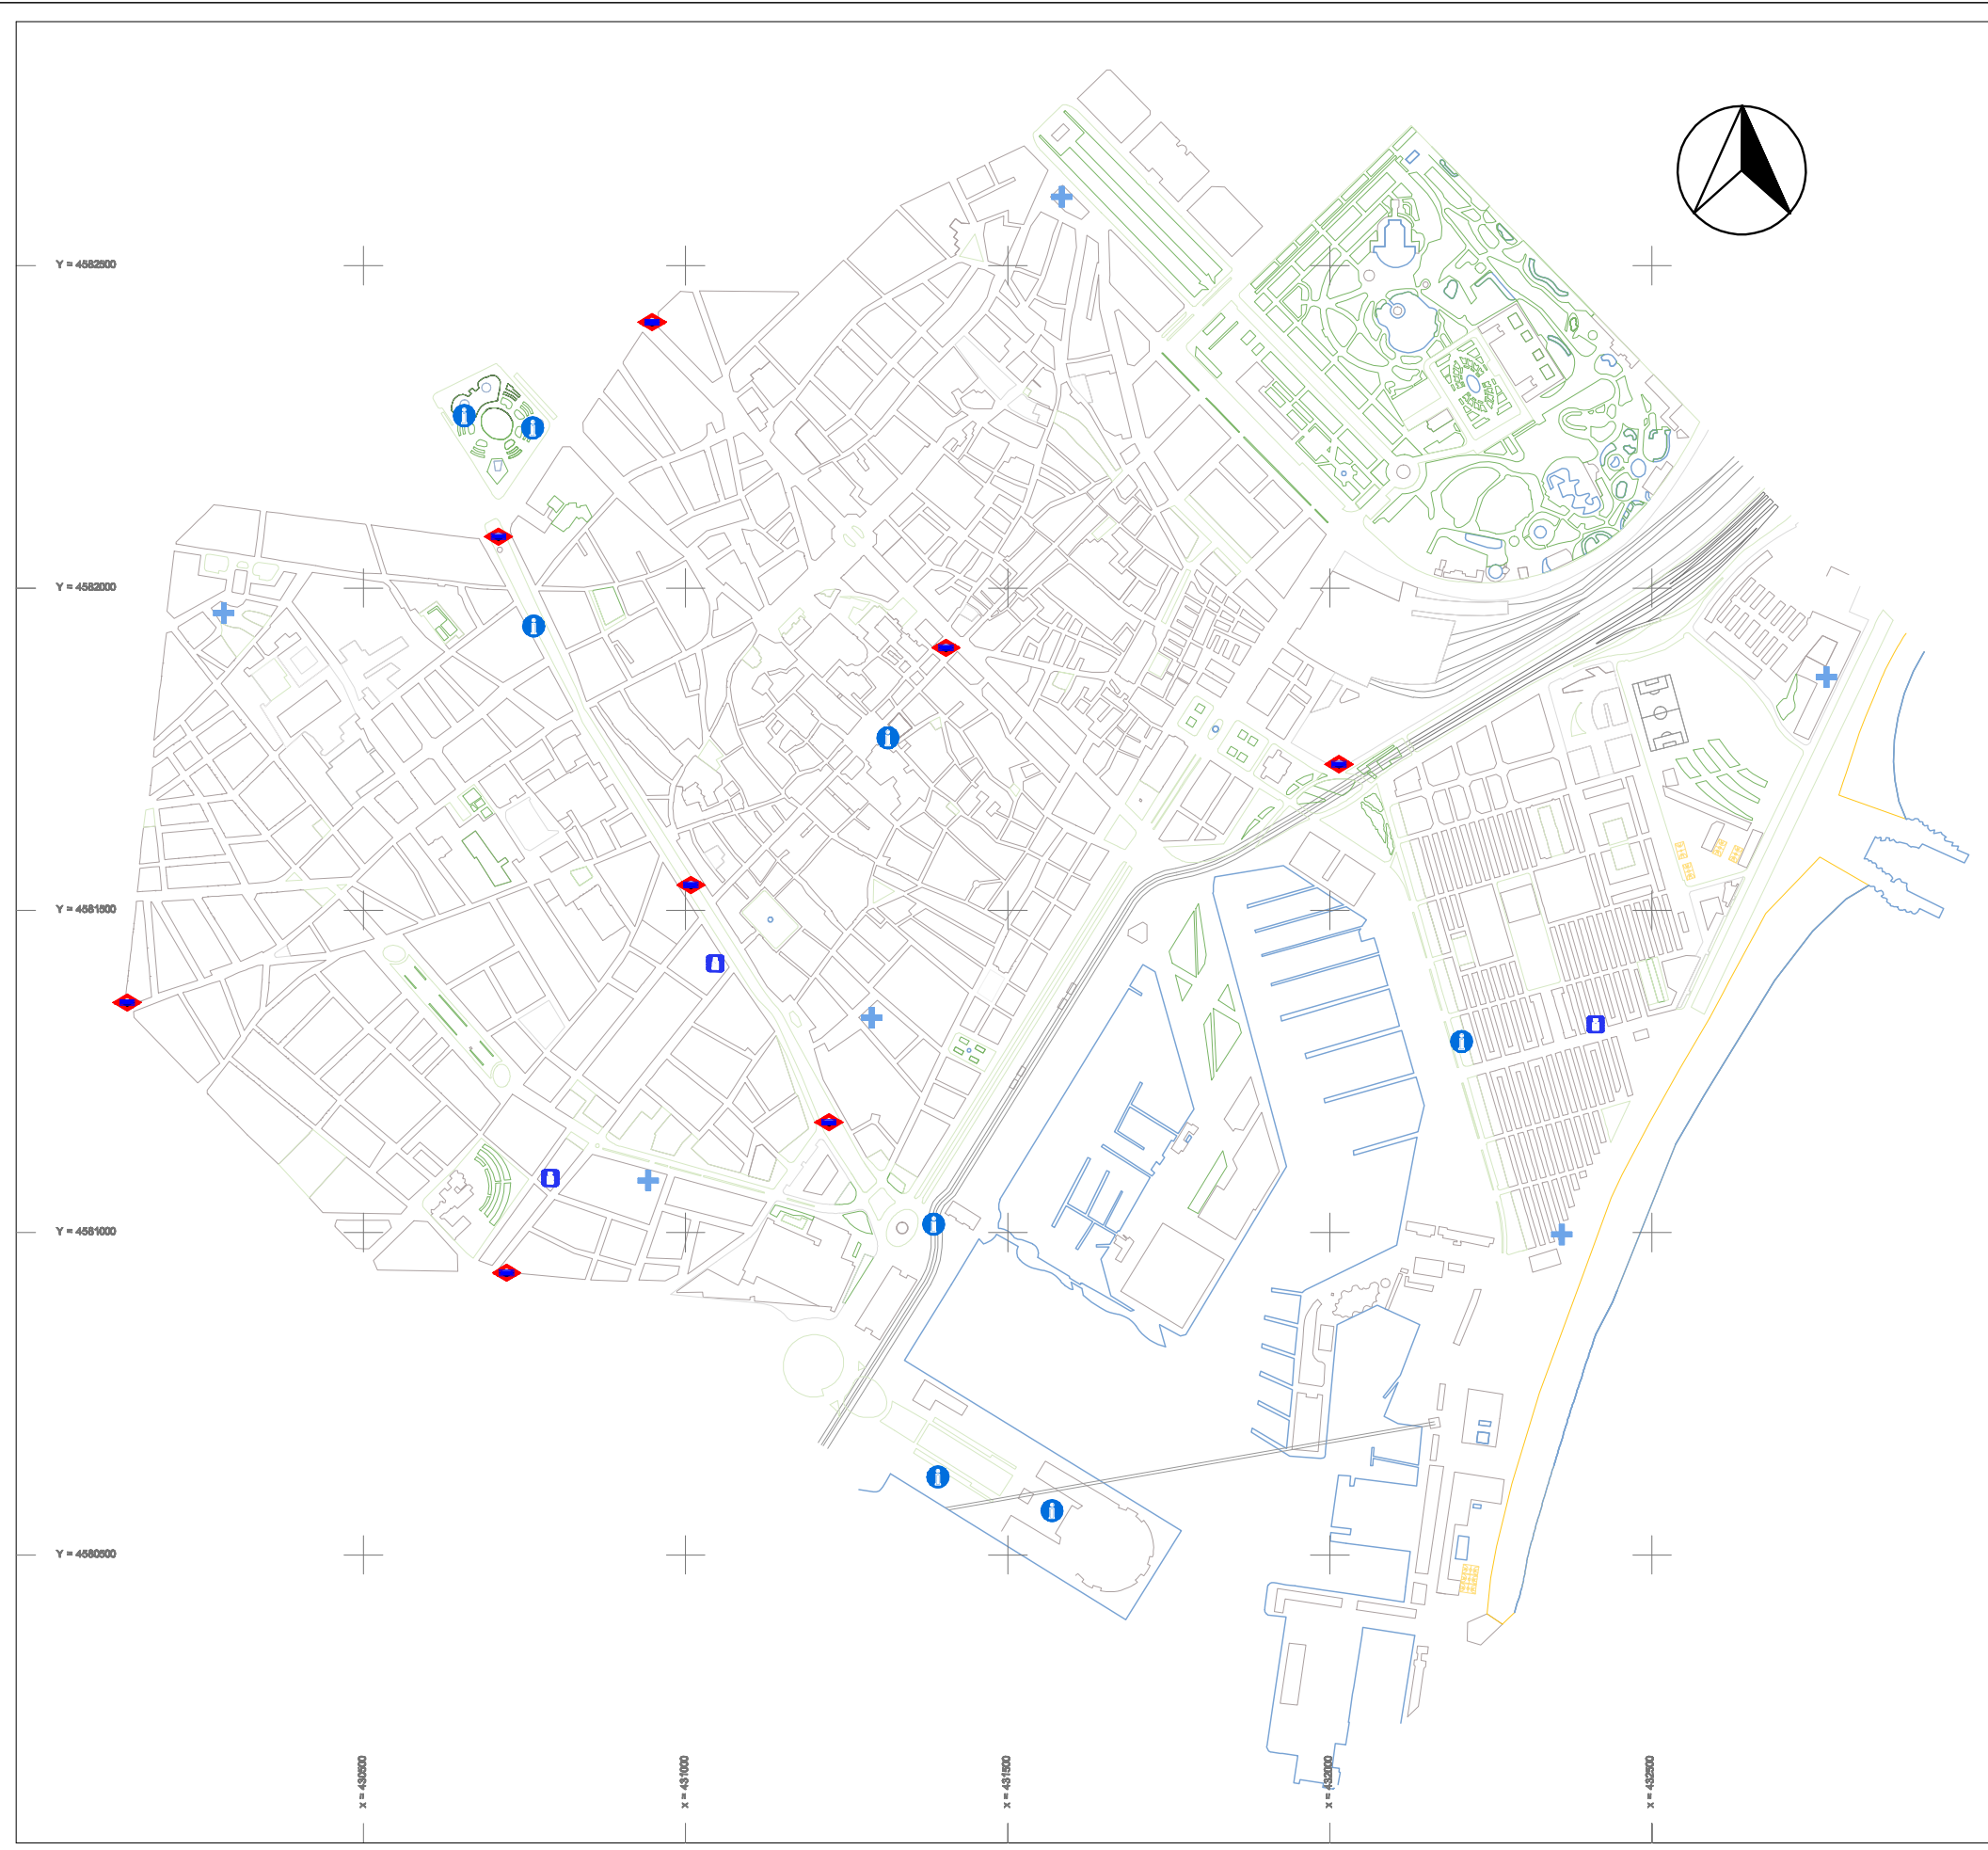 Y = 4582500
Y = 4582000
Y = 4581500
Y = 4581000
Y = 4580500
x = 430500
x = 431000
x = 431500
x = 432000
x = 432500